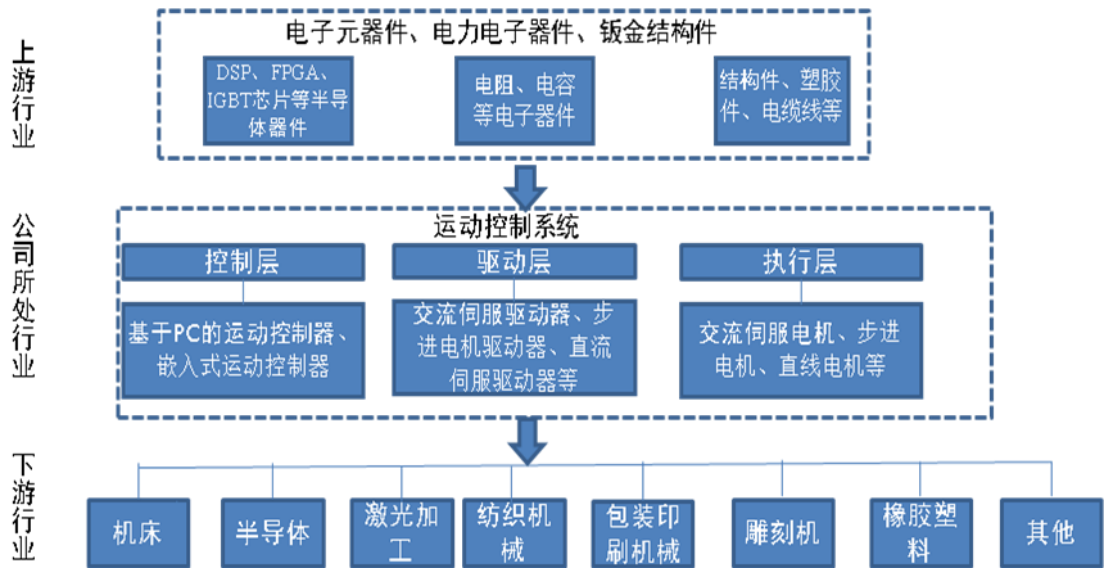 上游行业
电子元器件、电力电子器件、钣金结构件
DSP、FPGA、
IGBT芯片等半导
体器件
电阻、电容
等电子器件
结构件、塑胶
件、电缆线等
公司所处行业
运动控制系统
控制层
驱动层
执行层
基于PC的运动控制器、
嵌入式运动控制器
交流伺服驱动器、步
进电机驱动器、直流
伺服驱动器等
交流伺服电机、步进
电机、直线电机等
下游行业
机床
半导体
激光加
工
纺织机
械
包装印
刷机械
雕刻机
橡胶塑
料
其他